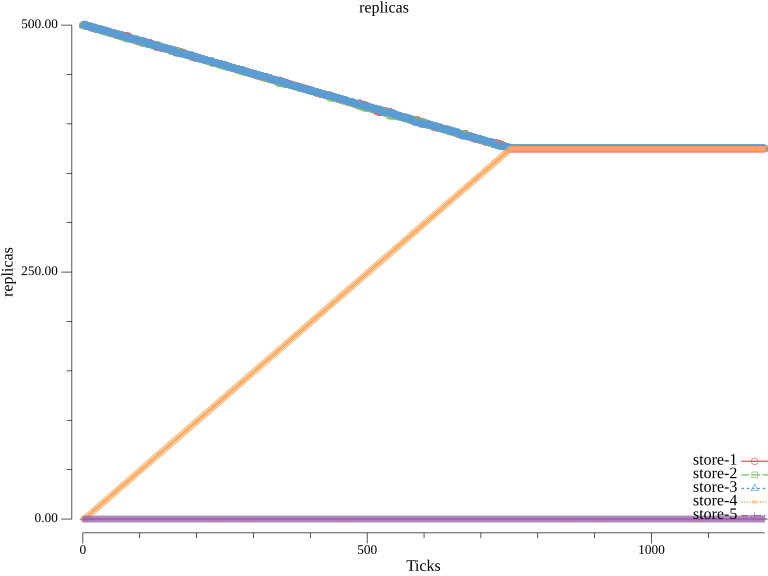 replicas
500.00
250.00
0.00
replicas
0
500
1000
Ticks
store-1
store-2
store-3
store-4
store-5